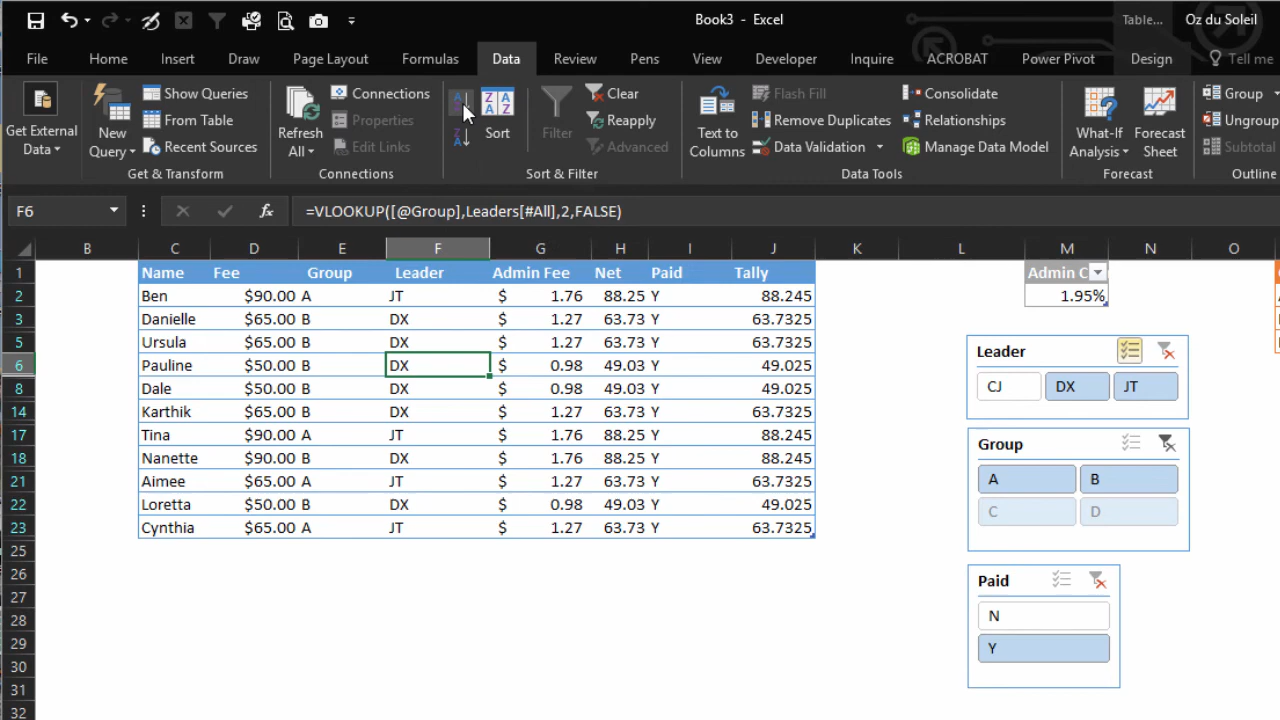 Book3 - Excel
Table...
Oz du Soleil
File Home Insert Draw Page Layout Formulas Data Review Pens View Developer Inquire ACROBAT Power Pivot Design Tell me
Get External Data
New Query
Show Queries
From Table
Recent Sources
Get & Transform
Refresh All
Connections
Properties
Edit Links
Connections
Sort
Filter
Clear
Reapply
Advanced
Sort & Filter
Text to Columns
Flash Fill
Remove Duplicates
Data Validation
Consolidate
Relationships
Manage Data Model
Data Tools
What-If Analysis
Forecast Sheet
Forecast
Group
Ungroup
Subtotal
Outline
F6 fx =VLOOKUP([@Group],Leaders[#All],2,FALSE)
B C D E F G H I J K L M N O
1 Name Fee Group Leader Admin Fee Net Paid Tally Admin C
2 Ben $90.00 A JT $ 1.76 88.25 Y 88.245 1.95%
3 Danielle $65.00 B DX $ 1.27 63.73 Y 63.7325
5 Ursula $65.00 B DX $ 1.27 63.73 Y 63.7325
6 Pauline $50.00 B DX $ 0.98 49.03 Y 49.025
8 Dale $50.00 B DX $ 0.98 49.03 Y 49.025
14 Karthik $65.00 B DX $ 1.27 63.73 Y 63.7325
17 Tina $90.00 A JT $ 1.76 88.25 Y 88.245
18 Nanette $90.00 B DX $ 1.76 88.25 Y 88.245
21 Aimee $65.00 A JT $ 1.27 63.73 Y 63.7325
22 Loretta $50.00 B DX $ 0.98 49.03 Y 49.025
23 Cynthia $65.00 A JT $ 1.27 63.73 Y 63.7325
25
26
27
28
29
30
31
32
Leader
CJ DX JT
Group
A B
C D
Paid
N
Y